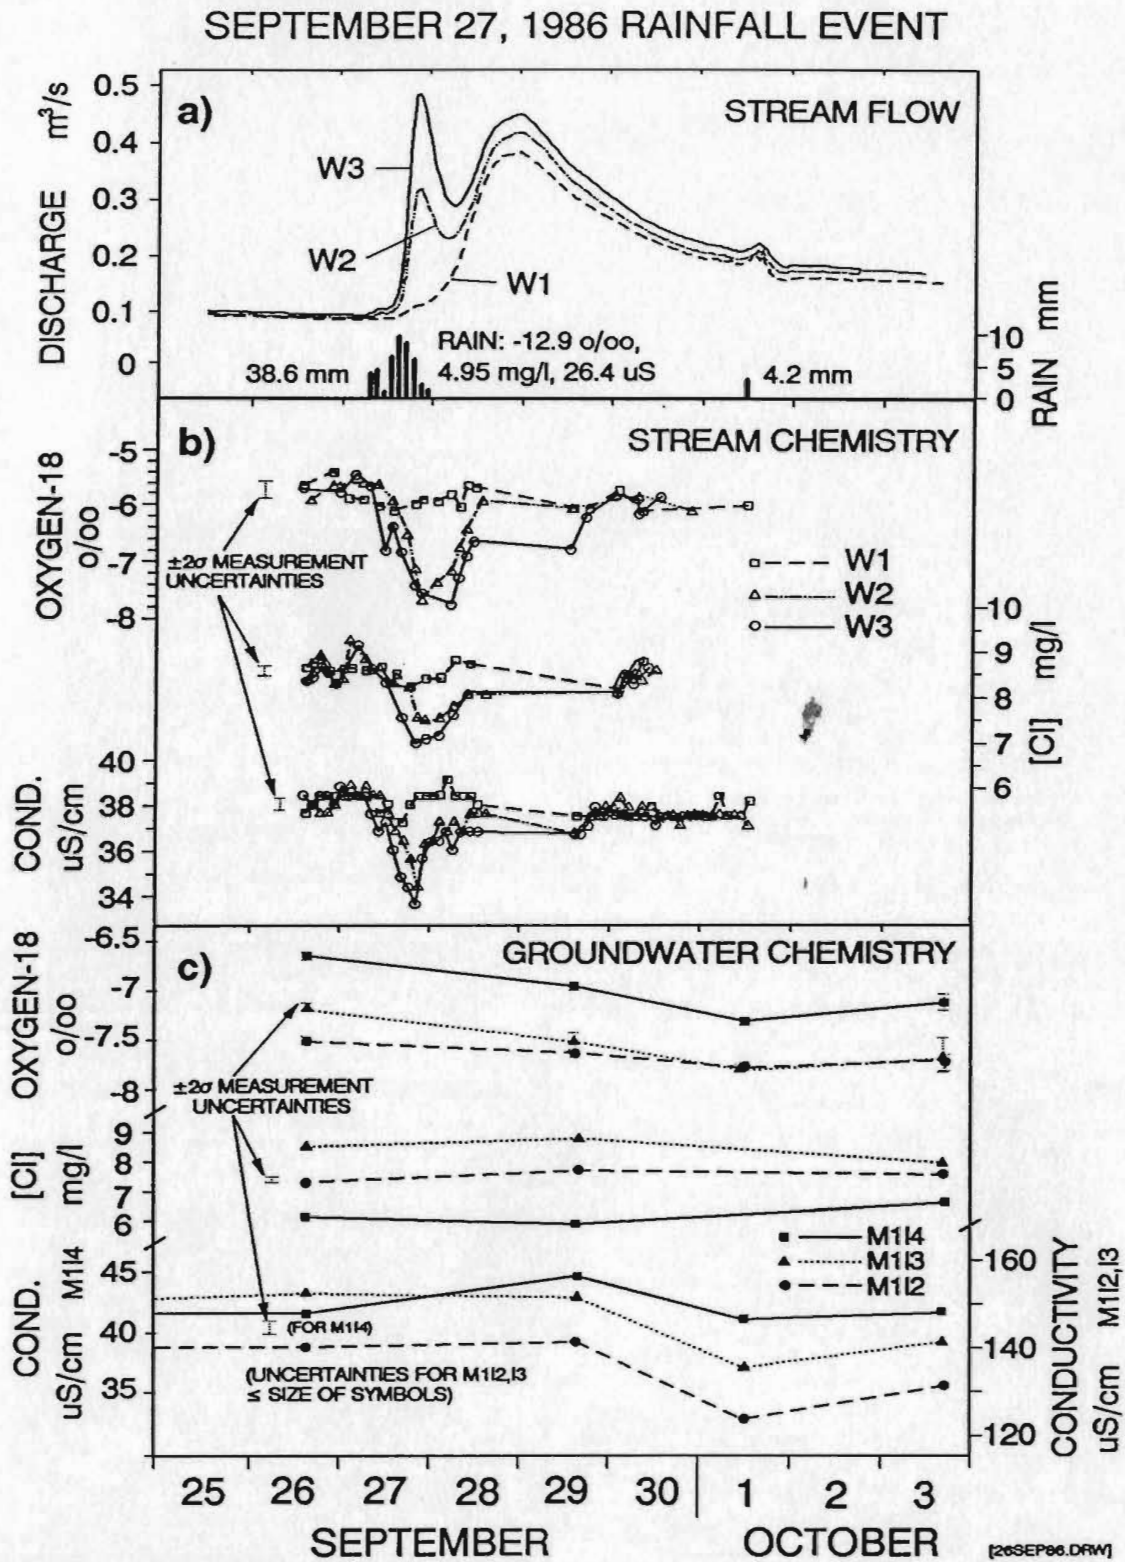 SEPTEMBER 27, 1986 RAINFALL EVENT
a)
STREAM FLOW
DISCHARGE m³/s
0.5
0.4
0.3
0.2
0.1
0
W3
W2
W1
RAIN: -12.9 o/oo,
38.6 mm
4.95 mg/l, 26.4 uS
4.2 mm
10
5
0
RAIN mm
b)
STREAM CHEMISTRY
OXYGEN-18
o/oo
-5
-6
-7
-8
±2σ MEASUREMENT
UNCERTAINTIES
W1
W2
W3
10
9
8
7
6
[Cl] mg/l
COND.
uS/cm
40
38
36
34
c)
GROUNDWATER CHEMISTRY
OXYGEN-18
o/oo
-6.5
-7
-7.5
-8
±2σ MEASUREMENT
UNCERTAINTIES
[Cl]
mg/l
9
8
7
6
M1I4
M1I3
M1I2
COND. M1I4
uS/cm
45
40
35
(FOR M1I4)
(UNCERTAINTIES FOR M1I2,I3
≤ SIZE OF SYMBOLS)
160
140
120
CONDUCTIVITY
uS/cm M1I2,I3
25 26 27 28 29 30 1 2 3
SEPTEMBER OCTOBER
[26SEP86.DRW]